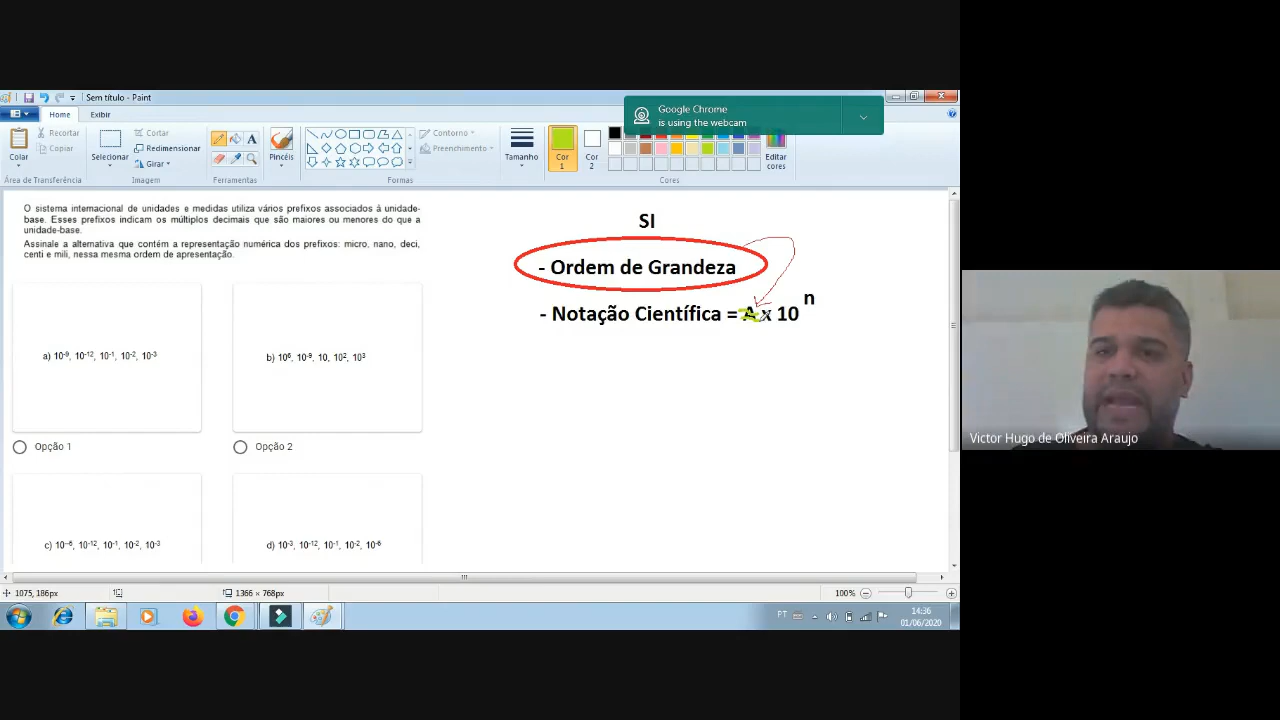 Sem título - Paint
Google Chrome
is using the webcam
Home
Exibir
Colar
Recortar
Copiar
Área de Transferência
Selecionar
Cortar
Redimensionar
Girar
Imagem
Ferramentas
Pincéis
Formas
Contorno
Preenchimento
Tamanho
Cor 1
Cor 2
Cores
Editar cores
O sistema internacional de unidades e medidas utiliza vários prefixos associados à unidade-
base. Esses prefixos indicam os múltiplos decimais que são maiores ou menores do que a
unidade-base.
Assinale a alternativa que contém a representação numérica dos prefixos: micro, nano, deci,
centi e mili, nessa mesma ordem de apresentação.
a) 10⁻⁹, 10⁻¹², 10⁻¹, 10⁻², 10⁻³
b) 10⁶, 10⁻⁹, 10, 10², 10³
Opção 1
Opção 2
c) 10⁻⁶, 10⁻¹², 10⁻¹, 10⁻², 10⁻³
d) 10⁻³, 10⁻¹², 10⁻¹, 10⁻², 10⁻⁶
SI
- Ordem de Grandeza
- Notação Científica = A x 10 n
Victor Hugo de Oliveira Araujo
1075, 186px
1366 × 768px
100%
PT
14:36
01/06/2020